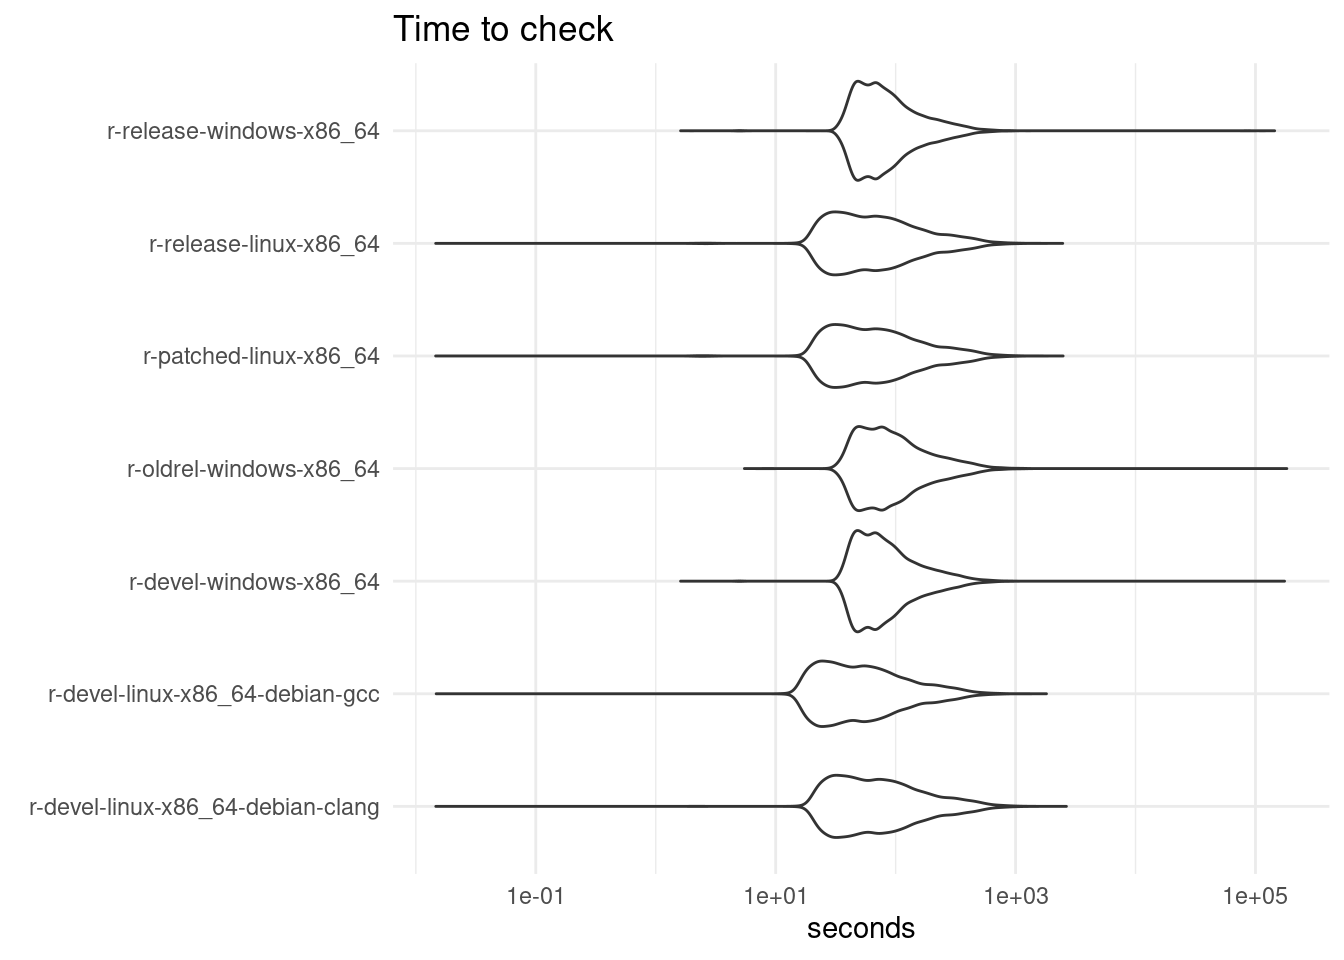 Time to check
r-release-windows-x86_64
r-release-linux-x86_64
r-patched-linux-x86_64
r-oldrel-windows-x86_64
r-devel-windows-x86_64
r-devel-linux-x86_64-debian-gcc
r-devel-linux-x86_64-debian-clang
1e-01 1e+01 1e+03 1e+05
seconds